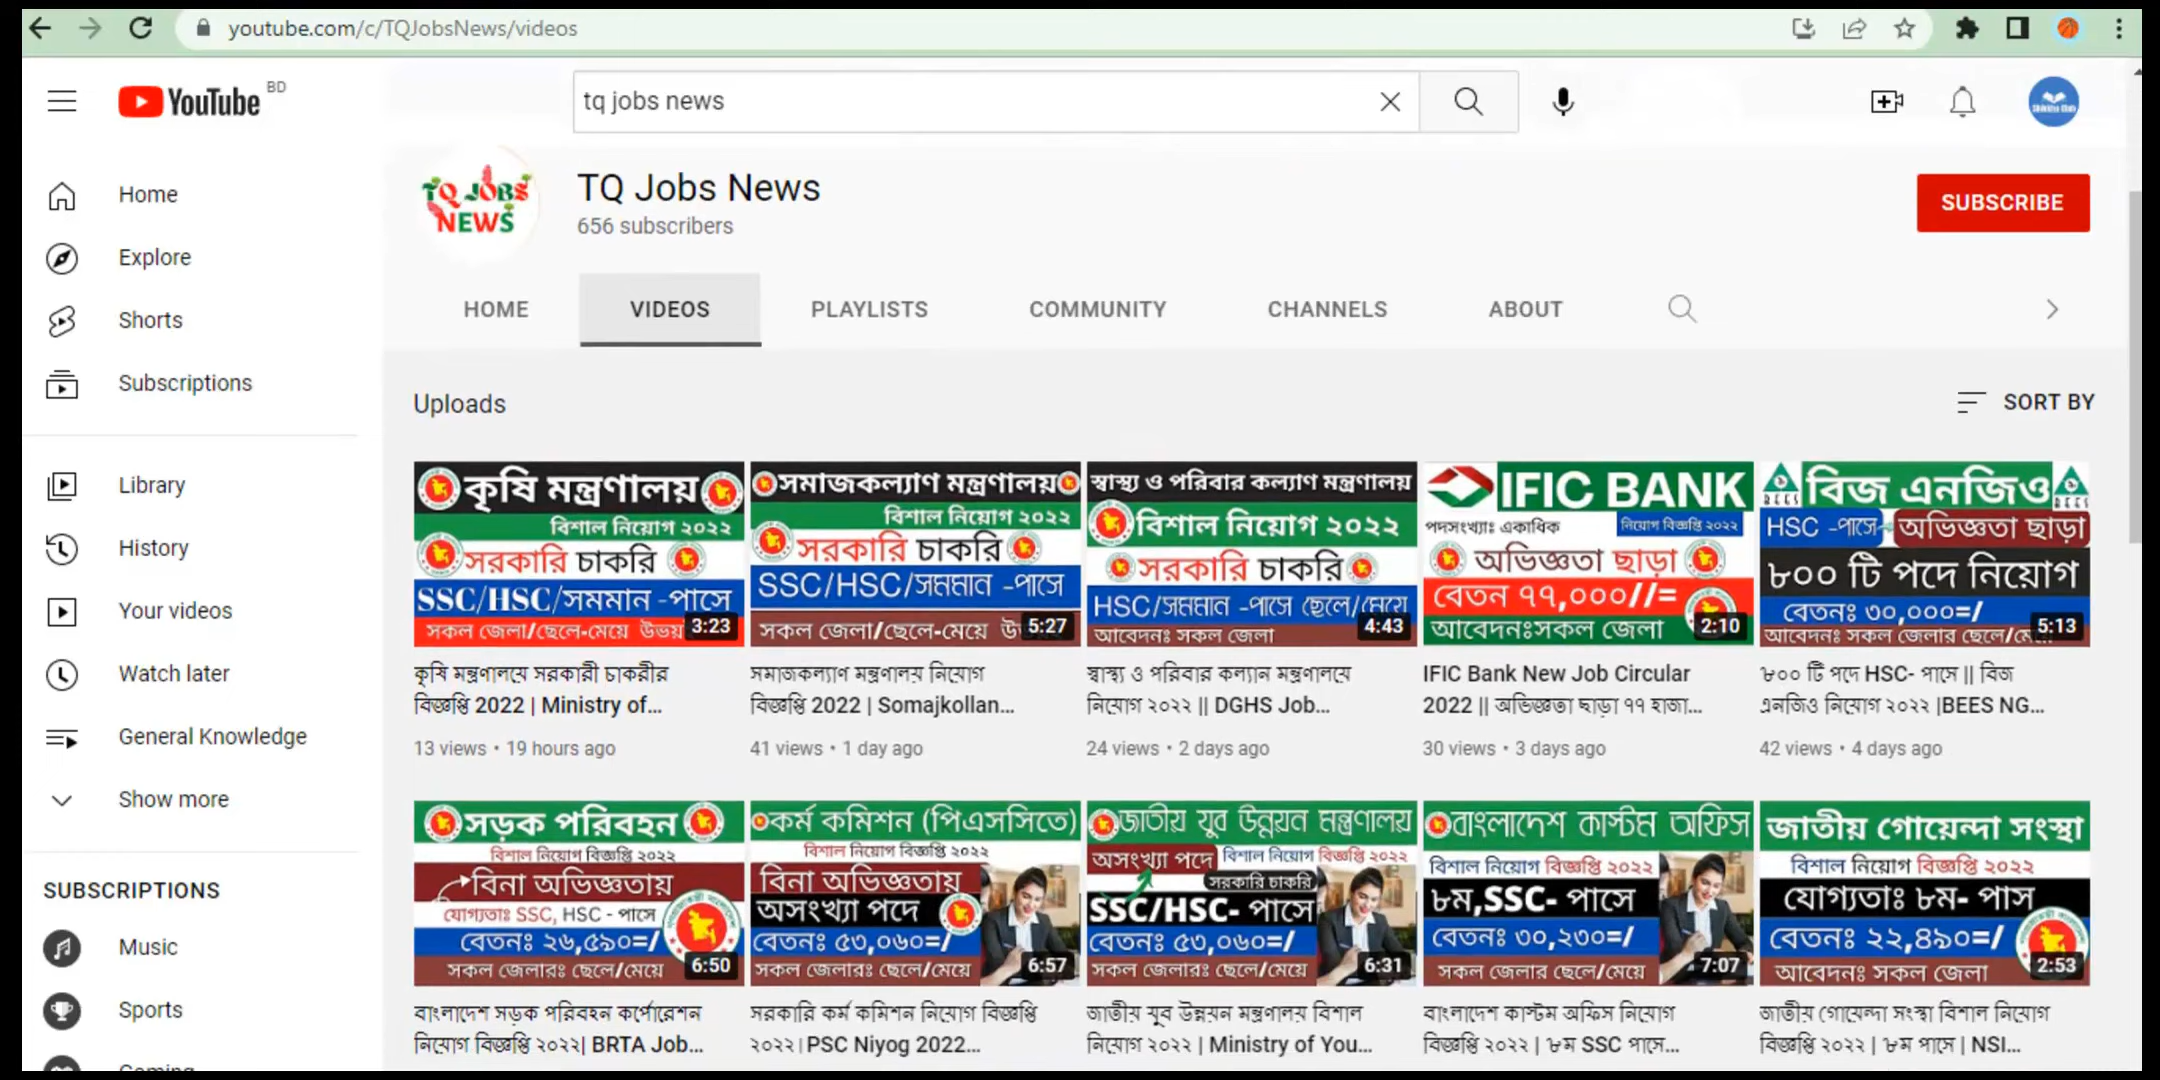 youtube.com/c/TQJobsNews/videos
YouTube BD
tq jobs news
Home
Explore
Shorts
Subscriptions
Library
History
Your videos
Watch later
General Knowledge
Show more
SUBSCRIPTIONS
Music
Sports
TQ JOBS
NEWS
TQ Jobs News
656 subscribers
SUBSCRIBE
HOME
VIDEOS
PLAYLISTS
COMMUNITY
CHANNELS
ABOUT
Uploads
SORT BY
কৃষি মন্ত্রণালয়
বিশাল নিয়োগ ২০২২
সরকারি চাকরি
SSC/HSC/সমমান -পাসে
সকল জেলা/ছেলে-মেয়ে
3:23
কৃষি মন্ত্রণালয়ে সরকারী চাকরীর
বিজ্ঞপ্তি 2022 | Ministry of...
13 views • 19 hours ago
সমাজকল্যাণ মন্ত্রণালয়
বিশাল নিয়োগ ২০২২
সরকারি চাকরি
SSC/HSC/সমমান -পাসে
সকল জেলা/ছেলে-মেয়ে
5:27
সমাজকল্যাণ মন্ত্রণালয় নিয়োগ
বিজ্ঞপ্তি 2022 | Somajkollan...
41 views • 1 day ago
স্বাস্থ্য ও পরিবার কল্যাণ মন্ত্রণালয়
বিশাল নিয়োগ ২০২২
সরকারি চাকরি
HSC/সমমান -পাসে ছেলে/মেয়ে
আবেদনঃ সকল জেলা
4:43
স্বাস্থ্য ও পরিবার কল্যান মন্ত্রণালয়ে
নিয়োগ ২০২২ || DGHS Job...
24 views • 2 days ago
IFIC BANK
পদসংখ্যাঃ একাধিক
নিয়োগ বিজ্ঞপ্তি ২০২২
অভিজ্ঞতা ছাড়া
বেতন ৭৭,০০০//=
আবেদনঃসকল জেলা
2:10
IFIC Bank New Job Circular
2022 || অভিজ্ঞতা ছাড়া ৭৭ হাজা...
30 views • 3 days ago
বিজ এনজিও
BEES
BEES
HSC -পাসে
অভিজ্ঞতা ছাড়া
৮০০ টি পদে নিয়োগ
বেতনঃ ৩০,০০০=/
আবেদনঃ সকল জেলার
5:13
৮০০ টি পদে HSC- পাসে || বিজ
এনজিও নিয়োগ ২০২২ |BEES NG...
42 views • 4 days ago
সড়ক পরিবহন
বিশাল নিয়োগ বিজ্ঞপ্তি ২০২২
বিনা অভিজ্ঞতায়
যোগ্যতাঃ SSC, HSC - পাসে
বেতনঃ ২৬,৫৯০=/
সকল জেলারঃ ছেলে/মেয়ে
6:50
বাংলাদেশ সড়ক পরিবহন কর্পোরেশন
নিয়োগ বিজ্ঞপ্তি ২০২২| BRTA Job...
কর্ম কমিশন (পিএসসিতে)
বিশাল নিয়োগ বিজ্ঞপ্তি ২০২২
বিনা অভিজ্ঞতায়
অসংখ্যা পদে
বেতনঃ ৫৩,০৬০=/
সকল জেলারঃ ছেলে/মেয়ে
6:57
সরকারি কর্ম কমিশন নিয়োগ বিজ্ঞপ্তি
২০২২। PSC Niyog 2022...
জাতীয় যুব উন্নয়ন মন্ত্রণালয়
অসংখ্যা পদে
বিশাল নিয়োগ বিজ্ঞপ্তি ২০২২
সরকারি চাকরি
SSC/HSC- পাসে
বেতনঃ ৫৩,০৬০=/
সকল জেলারঃ ছেলে/মেয়ে
6:31
জাতীয় যুব উন্নয়ন মন্ত্রণালয় বিশাল
নিয়োগ ২০২২ | Ministry of You...
বাংলাদেশ কাস্টম অফিস
বিশাল নিয়োগ বিজ্ঞপ্তি ২০২২
৮ম,SSC- পাসে
বেতনঃ ৩০,২৩০=/
সকল জেলার ছেলে/মেয়ে
7:07
বাংলাদেশ কাস্টম অফিস নিয়োগ
বিজ্ঞপ্তি ২০২২ | ৮ম SSC পাসে...
জাতীয় গোয়েন্দা সংস্থা
বিশাল নিয়োগ বিজ্ঞপ্তি ২০২২
যোগ্যতাঃ ৮ম- পাস
বেতনঃ ২২,৪৯০=/
আবেদনঃ সকল জেলা
2:53
জাতীয় গোয়েন্দা সংস্থা বিশাল নিয়োগ
বিজ্ঞপ্তি ২০২২ | ৮ম পাসে | NSI...